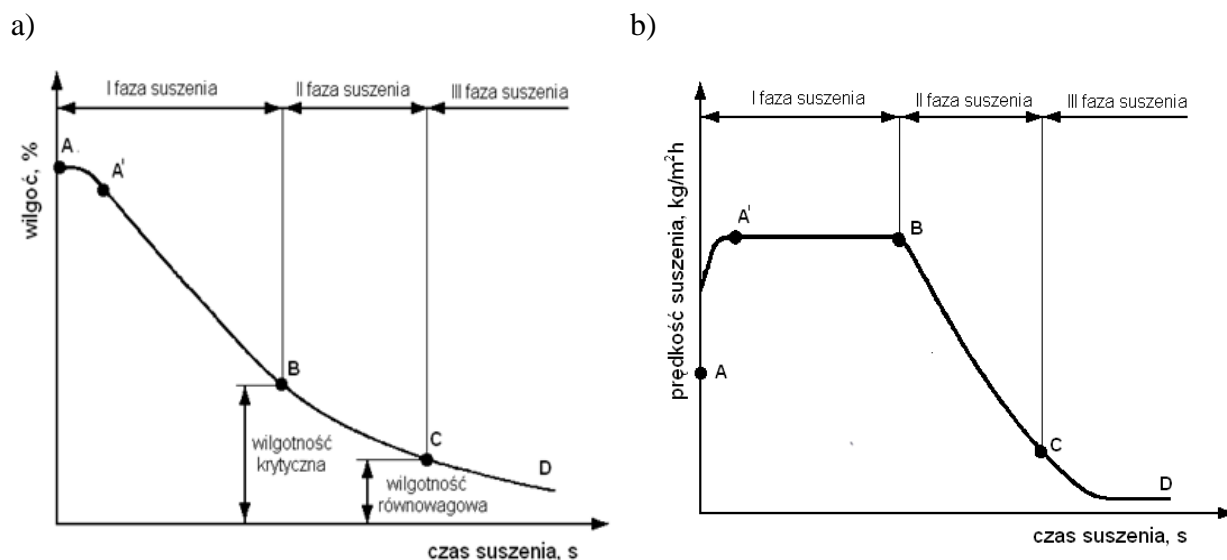 a)
I faza suszenia
II faza suszenia
III faza suszenia
wilgoć, %
A
A'
B
C
D
wilgotność
krytyczna
wilgotność
równowagowa
czas suszenia, s
b)
I faza suszenia
II faza suszenia
III faza suszenia
prędkość suszenia, kg/m²h
A'
B
A
C
D
czas suszenia, s